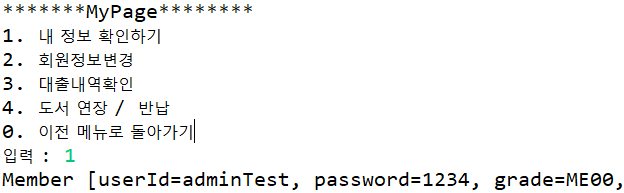 *******MyPage********
1. 내 정보 확인하기
2. 회원정보변경
3. 대출내역확인
4. 도서 연장 / 반납
0. 이전 메뉴로 돌아가기
입력 : 1
Member [userId=adminTest, password=1234, grade=ME00,